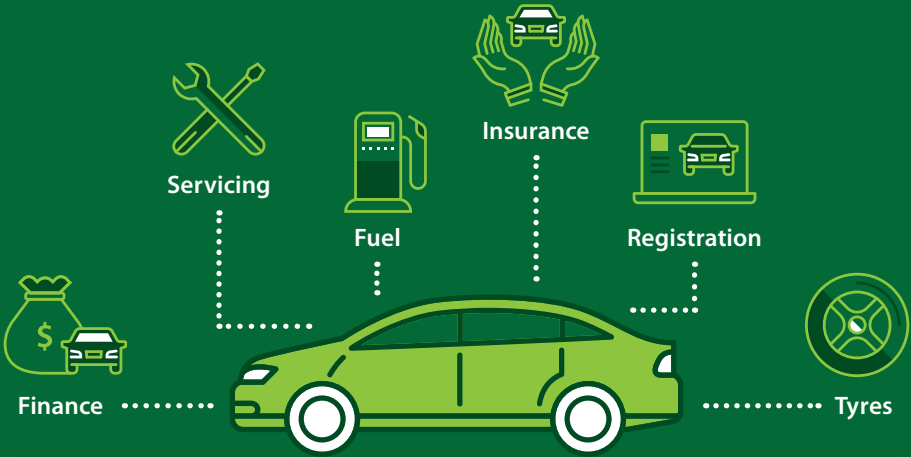 Insurance
Servicing
Fuel
Registration
$
Finance
Tyres